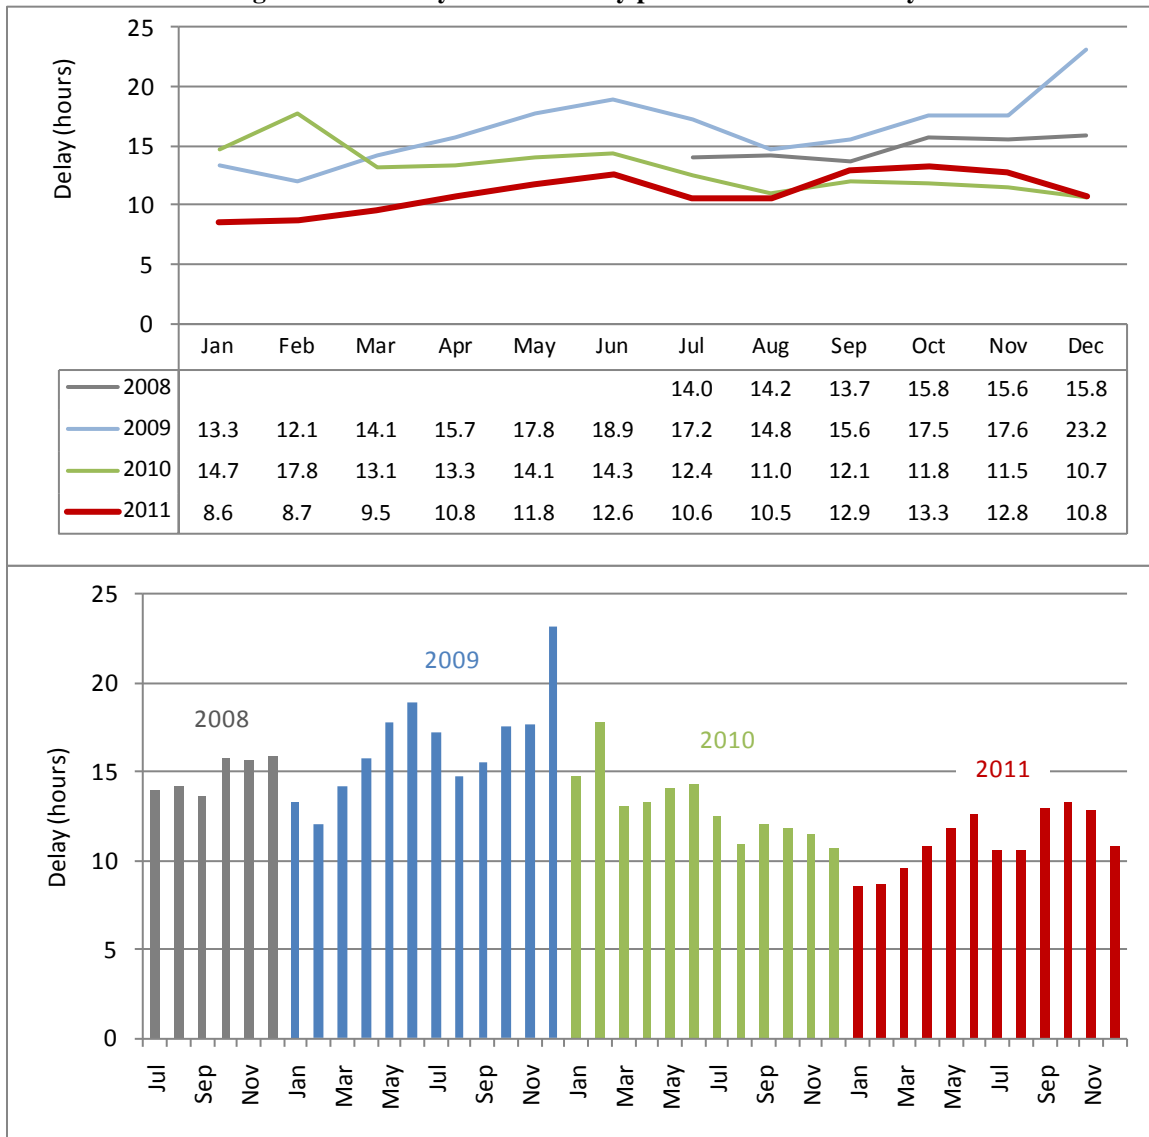 25
20
15
10
5
0
Delay (hours)
Jan Feb Mar Apr May Jun Jul Aug Sep Oct Nov Dec
2008 14.0 14.2 13.7 15.8 15.6 15.8
2009 13.3 12.1 14.1 15.7 17.8 18.9 17.2 14.8 15.6 17.5 17.6 23.2
2010 14.7 17.8 13.1 13.3 14.1 14.3 12.4 11.0 12.1 11.8 11.5 10.7
2011 8.6 8.7 9.5 10.8 11.8 12.6 10.6 10.5 12.9 13.3 12.8 10.8
25
20
15
10
5
0
Delay (hours)
2008
2009
2010
2011
Jul Sep Nov Jan Mar May Jul Sep Nov Jan Mar May Jul Sep Nov Jan Mar May Jul Sep Nov